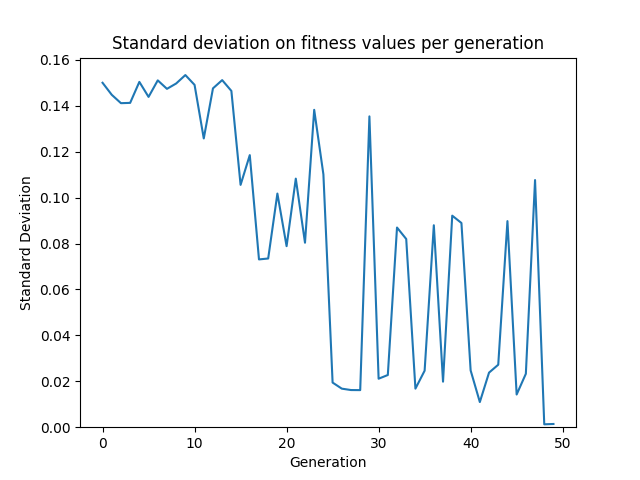 Standard deviation on fitness values per generation
0.16
0.14
0.12
0.10
0.08
0.06
0.04
0.02
0.00
Standard Deviation
0 10 20 30 40 50
Generation